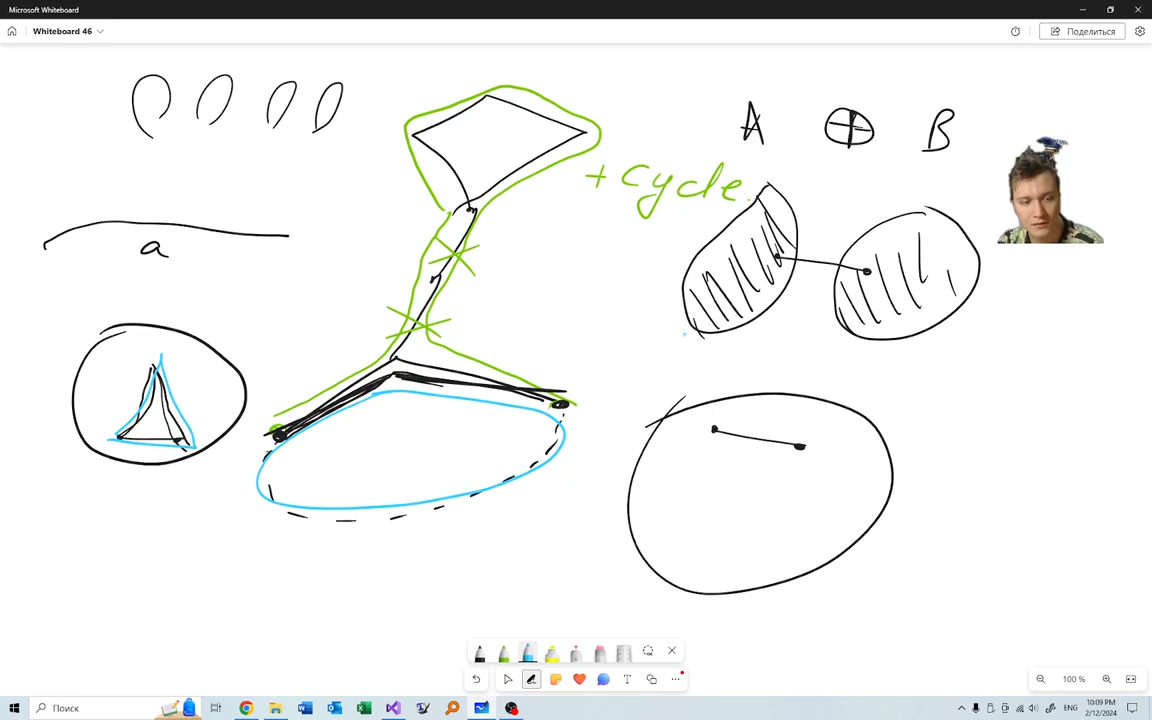 Microsoft Whiteboard
Whiteboard 46
Поделиться
A ⊕ B
+ cycle.
a
100 %
Поиск
ENG
10:09 PM
2/12/2024